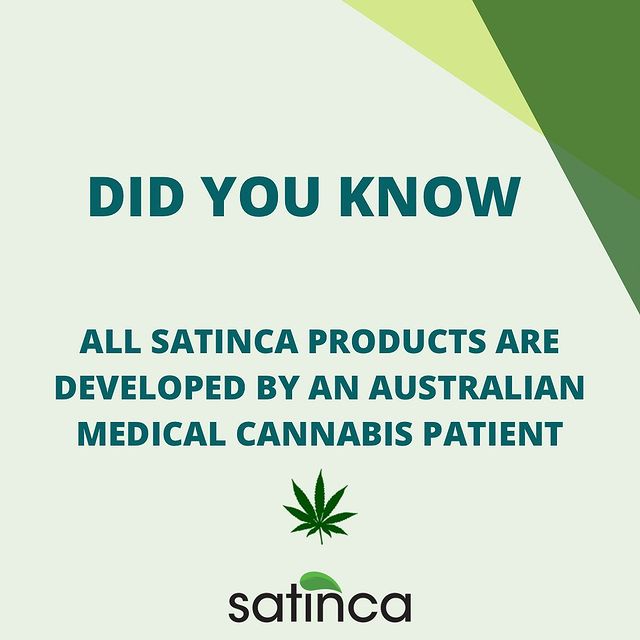 DID YOU KNOW
ALL SATINCA PRODUCTS ARE
DEVELOPED BY AN AUSTRALIAN
MEDICAL CANNABIS PATIENT
satinca